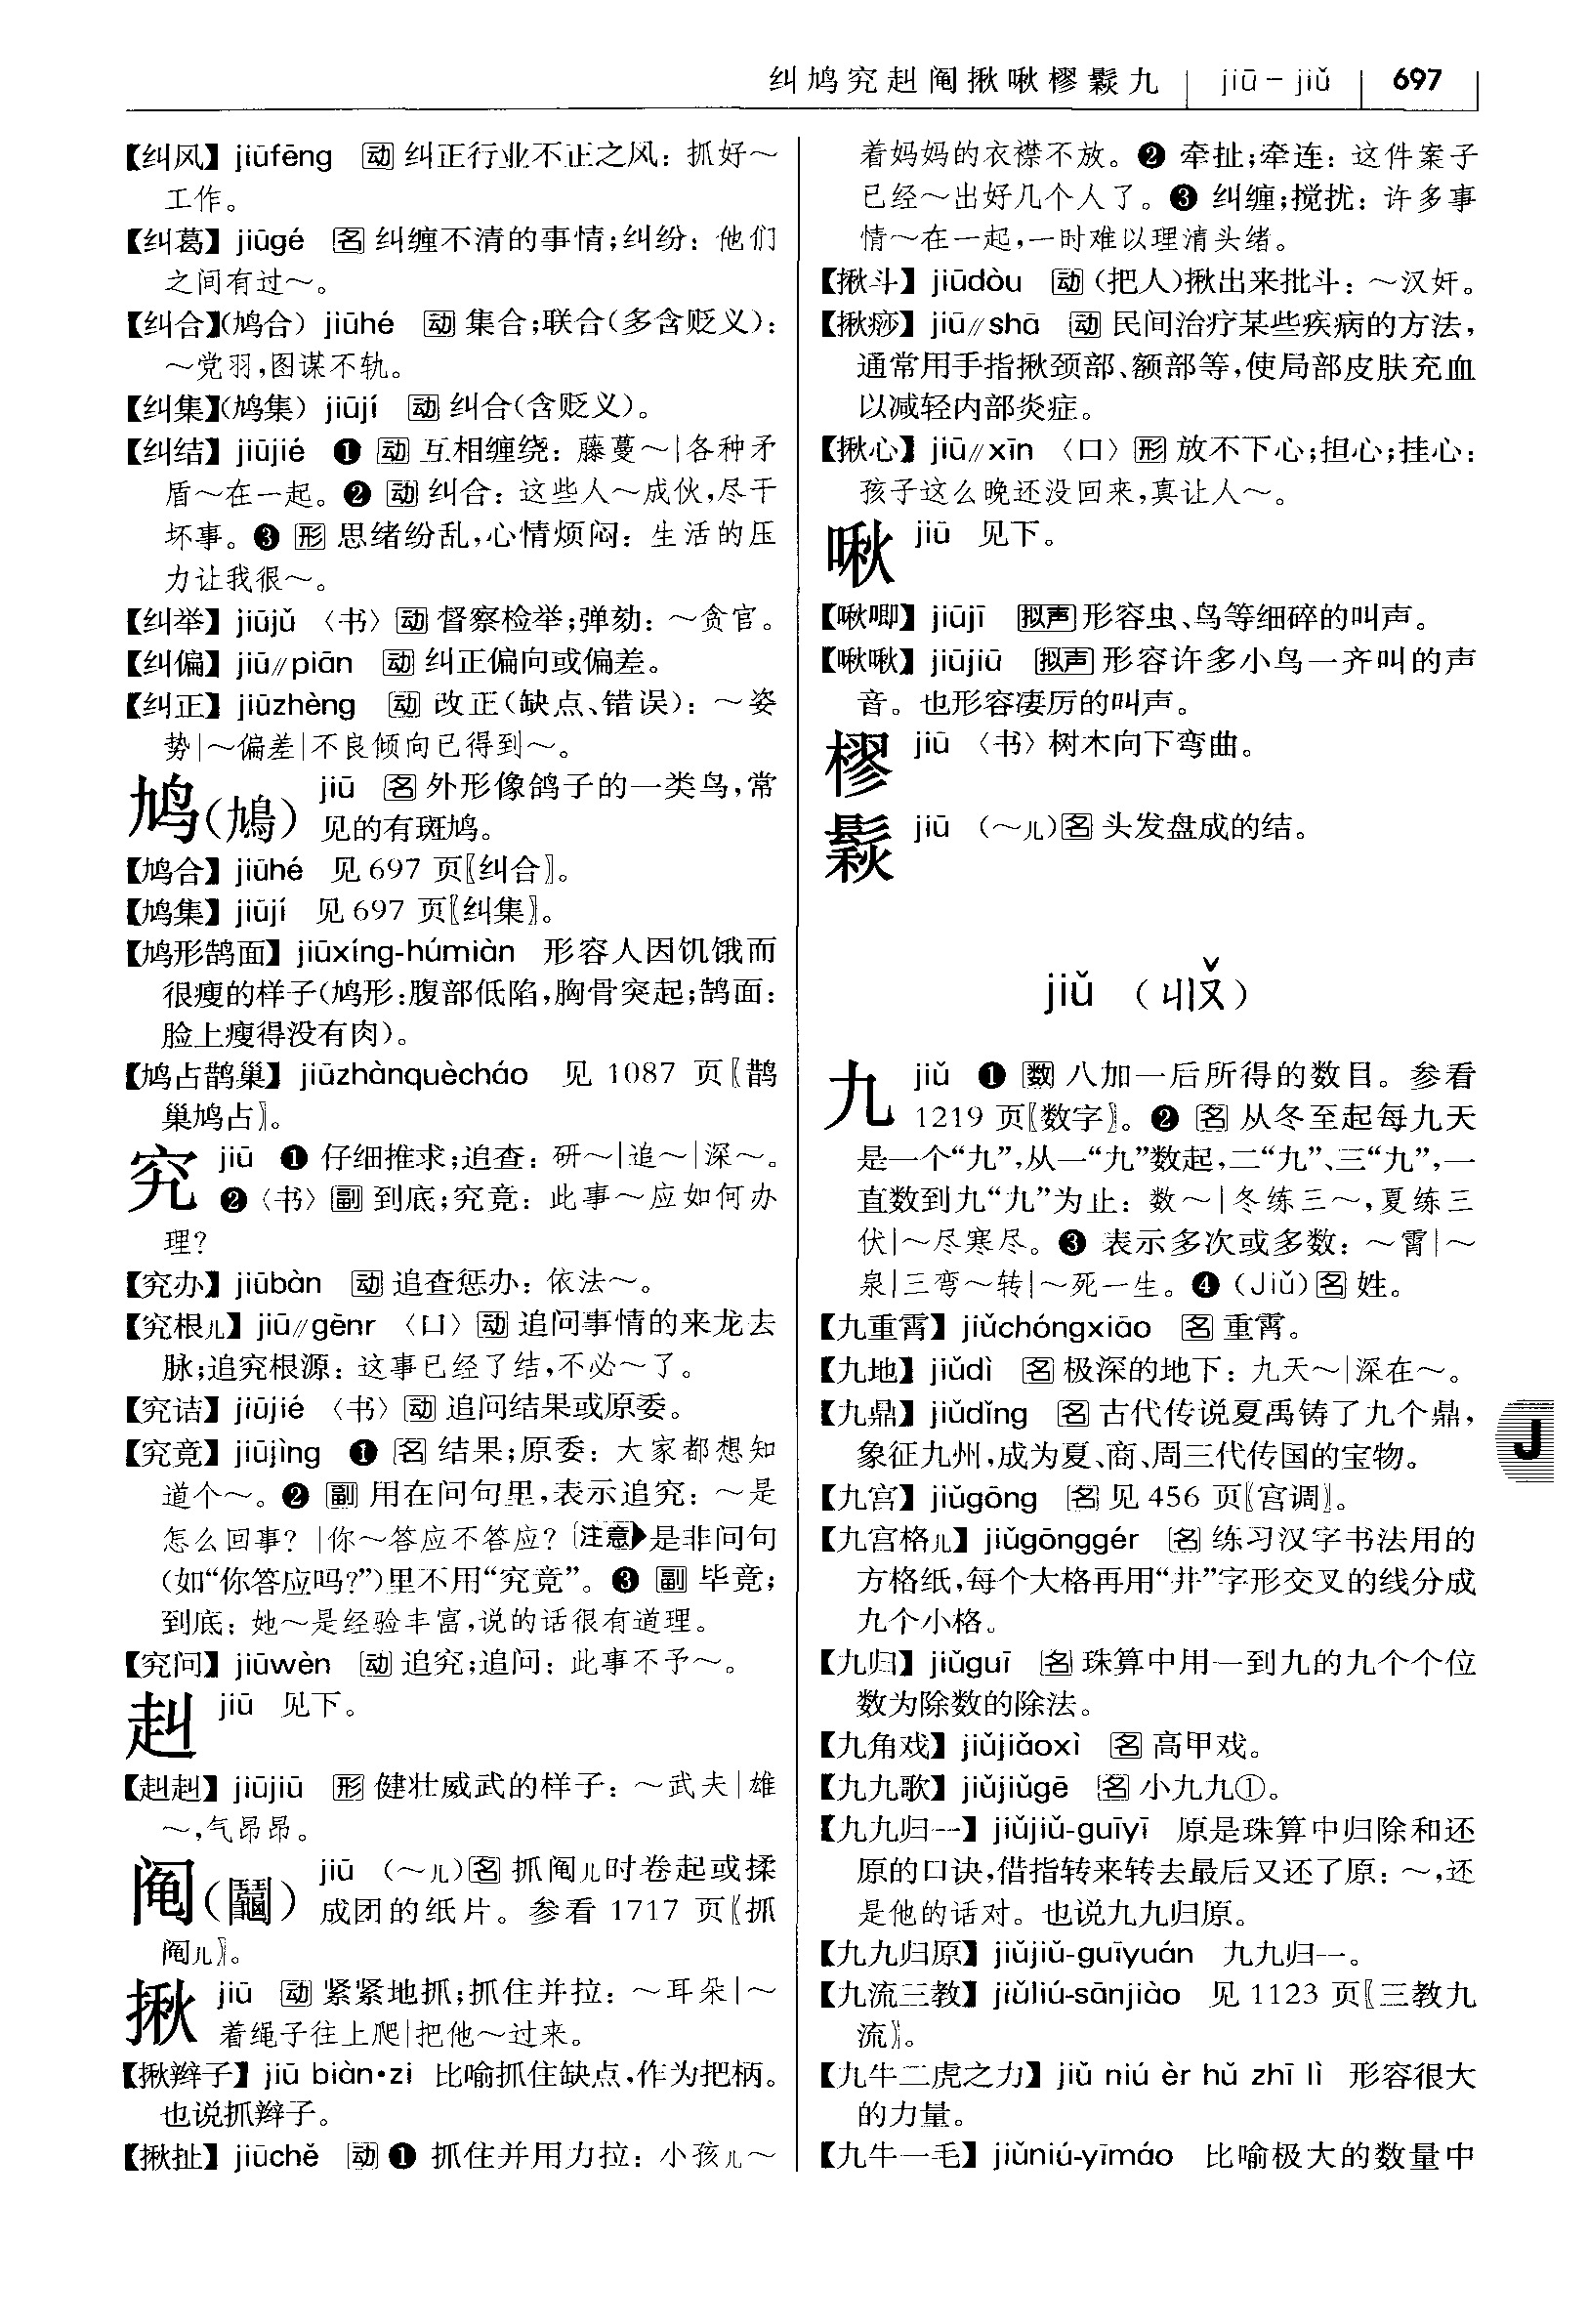 纠鸠究赳阄揪啾樛鬏九 jiū－jiǔ 697
【纠风】jiūfēng 动 纠正行业不正之风：抓好～
工作。
【纠葛】jiūgé 名 纠缠不清的事情;纠纷：他们
之间有过～。
【纠合】(鸠合) jiūhé 动 集合;联合(多含贬义)：
～党羽,图谋不轨。
【纠集】(鸠集) jiūjí 动 纠合(含贬义)。
【纠结】jiūjié ❶ 动 互相缠绕：藤蔓～|各种矛
盾～在一起。❷ 动 纠合：这些人～成伙,尽干
坏事。❸ 形 思绪纷乱,心情烦闷：生活的压
力让我很～。
【纠举】jiūjǔ 〈书〉动 督察检举;弹劾：～贪官。
【纠偏】jiū∥piān 动 纠正偏向或偏差。
【纠正】jiūzhèng 动 改正(缺点、错误)：～姿
势|～偏差|不良倾向已得到～。
鸠(鳩) jiū 名 外形像鸽子的一类鸟,常
见的有斑鸠。
【鸠合】jiūhé 见 697 页〖纠合〗。
【鸠集】jiūjí 见 697 页〖纠集〗。
【鸠形鹄面】jiūxíng-húmiàn 形容人因饥饿而
很瘦的样子(鸠形:腹部低陷,胸骨突起;鹄面:
脸上瘦得没有肉)。
【鸠占鹊巢】jiūzhànquècháo 见 1087 页〖鹊
巢鸠占〗。
究 jiū ❶ 仔细推求;追查：研～|追～|深～。
❷〈书〉副 到底;究竟：此事～应如何办
理?
【究办】jiūbàn 动 追查惩办：依法～。
【究根儿】jiū∥gēnr 〈口〉动 追问事情的来龙去
脉;追究根源：这事已经了结,不必～了。
【究诘】jiūjié 〈书〉动 追问结果或原委。
【究竟】jiūjìng ❶ 名 结果;原委：大家都想知
道个～。❷ 副 用在问句里,表示追究：～是
怎么回事? |你～答应不答应? 注意▶是非问句
(如“你答应吗?”)里不用“究竟”。❸ 副 毕竟;
到底：她～是经验丰富,说的话很有道理。
【究问】jiūwèn 动 追究;追问：此事不予～。
赳 jiū 见下。
【赳赳】jiūjiū 形 健壮威武的样子：～武夫|雄
～,气昂昂。
阄(鬮) jiū (～儿)名 抓阄儿时卷起或揉
成团的纸片。参看 1717 页〖抓
阄儿〗。
揪 jiū 动 紧紧地抓;抓住并拉：～耳朵|～
着绳子往上爬|把他～过来。
【揪辫子】jiū biàn•zi 比喻抓住缺点,作为把柄。
也说抓辫子。
【揪扯】jiūchě 动 ❶ 抓住并用力拉：小孩儿～
着妈妈的衣襟不放。❷ 牵扯;牵连：这件案子
已经～出好几个人了。❸ 纠缠;搅扰：许多事
情～在一起,一时难以理清头绪。
【揪斗】jiūdòu 动 (把人)揪出来批斗：～汉奸。
【揪痧】jiū∥shā 动 民间治疗某些疾病的方法,
通常用手指揪颈部、额部等,使局部皮肤充血
以减轻内部炎症。
【揪心】jiū∥xīn 〈口〉形 放不下心;担心;挂心：
孩子这么晚还没回来,真让人～。
啾 jiū 见下。
【啾唧】jiūjī 拟声 形容虫、鸟等细碎的叫声。
【啾啾】jiūjiū 拟声 形容许多小鸟一齐叫的声
音。也形容凄厉的叫声。
樛 jiū 〈书〉树木向下弯曲。
鬏 jiū (～儿)名 头发盘成的结。
jiǔ （ㄐㄧㄡˇ）
九 jiǔ ❶ 数 八加一后所得的数目。参看
1219 页〖数字〗。❷ 名 从冬至起每九天
是一个“九”,从一“九”数起,二“九”、三“九”,一
直数到九“九”为止：数～|冬练三～,夏练三
伏|～尽寒尽。❸ 表示多次或多数：～霄|～
泉|三弯～转|～死一生。❹ (Jiǔ)名 姓。
【九重霄】jiǔchóngxiāo 名 重霄。
【九地】jiǔdì 名 极深的地下：九天～|深在～。
【九鼎】jiǔdǐng 名 古代传说夏禹铸了九个鼎,
象征九州,成为夏、商、周三代传国的宝物。
【九宫】jiǔgōng 名 见 456 页〖宫调〗。
【九宫格儿】jiǔgōnggér 名 练习汉字书法用的
方格纸,每个大格再用“井”字形交叉的线分成
九个小格。
【九归】jiǔguī 名 珠算中用一到九的九个个位
数为除数的除法。
【九角戏】jiǔjiǎoxì 名 高甲戏。
【九九歌】jiǔjiǔgē 名 小九九①。
【九九归一】jiǔjiǔ-guīyī 原是珠算中归除和还
原的口诀,借指转来转去最后又还了原：～,还
是他的话对。也说九九归原。
【九九归原】jiǔjiǔ-guīyuán 九九归一。
【九流三教】jiǔliú-sānjiào 见 1123 页〖三教九
流〗。
【九牛二虎之力】jiǔ niú èr hǔ zhī lì 形容很大
的力量。
【九牛一毛】jiǔniú-yīmáo 比喻极大的数量中
J